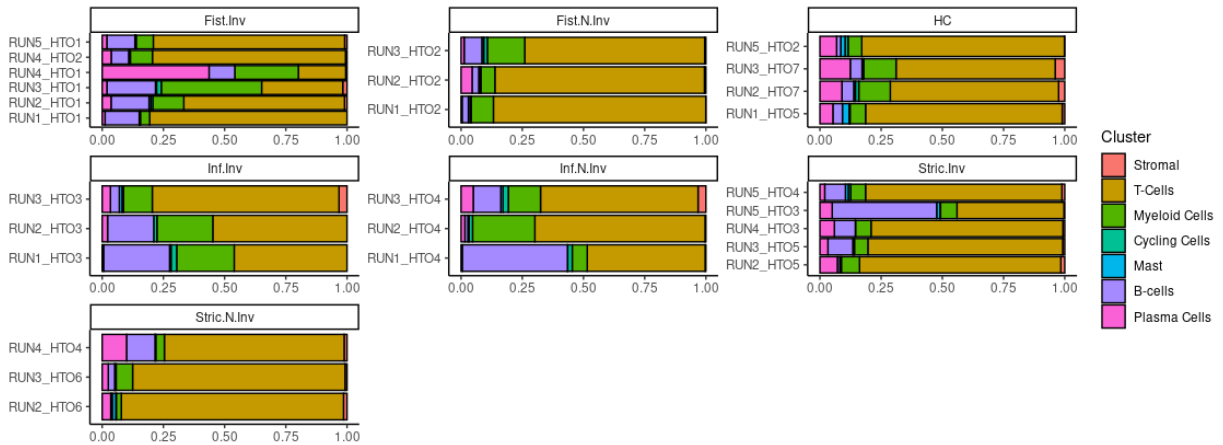 Fist.Inv
RUN5_HTO1
RUN4_HTO2
RUN4_HTO1
RUN3_HTO1
RUN2_HTO1
RUN1_HTO1
0.00 0.25 0.50 0.75 1.00
Fist.N.Inv
RUN3_HTO2
RUN2_HTO2
RUN1_HTO2
0.00 0.25 0.50 0.75 1.00
HC
RUN5_HTO2
RUN3_HTO7
RUN2_HTO7
RUN1_HTO5
0.00 0.25 0.50 0.75 1.00
Inf.Inv
RUN3_HTO3
RUN2_HTO3
RUN1_HTO3
0.00 0.25 0.50 0.75 1.00
Inf.N.Inv
RUN3_HTO4
RUN2_HTO4
RUN1_HTO4
0.00 0.25 0.50 0.75 1.00
Stric.Inv
RUN5_HTO4
RUN5_HTO3
RUN4_HTO3
RUN3_HTO5
RUN2_HTO5
0.00 0.25 0.50 0.75 1.00
Stric.N.Inv
RUN4_HTO4
RUN3_HTO6
RUN2_HTO6
0.00 0.25 0.50 0.75 1.00
Cluster
Stromal
T-Cells
Myeloid Cells
Cycling Cells
Mast
B-cells
Plasma Cells